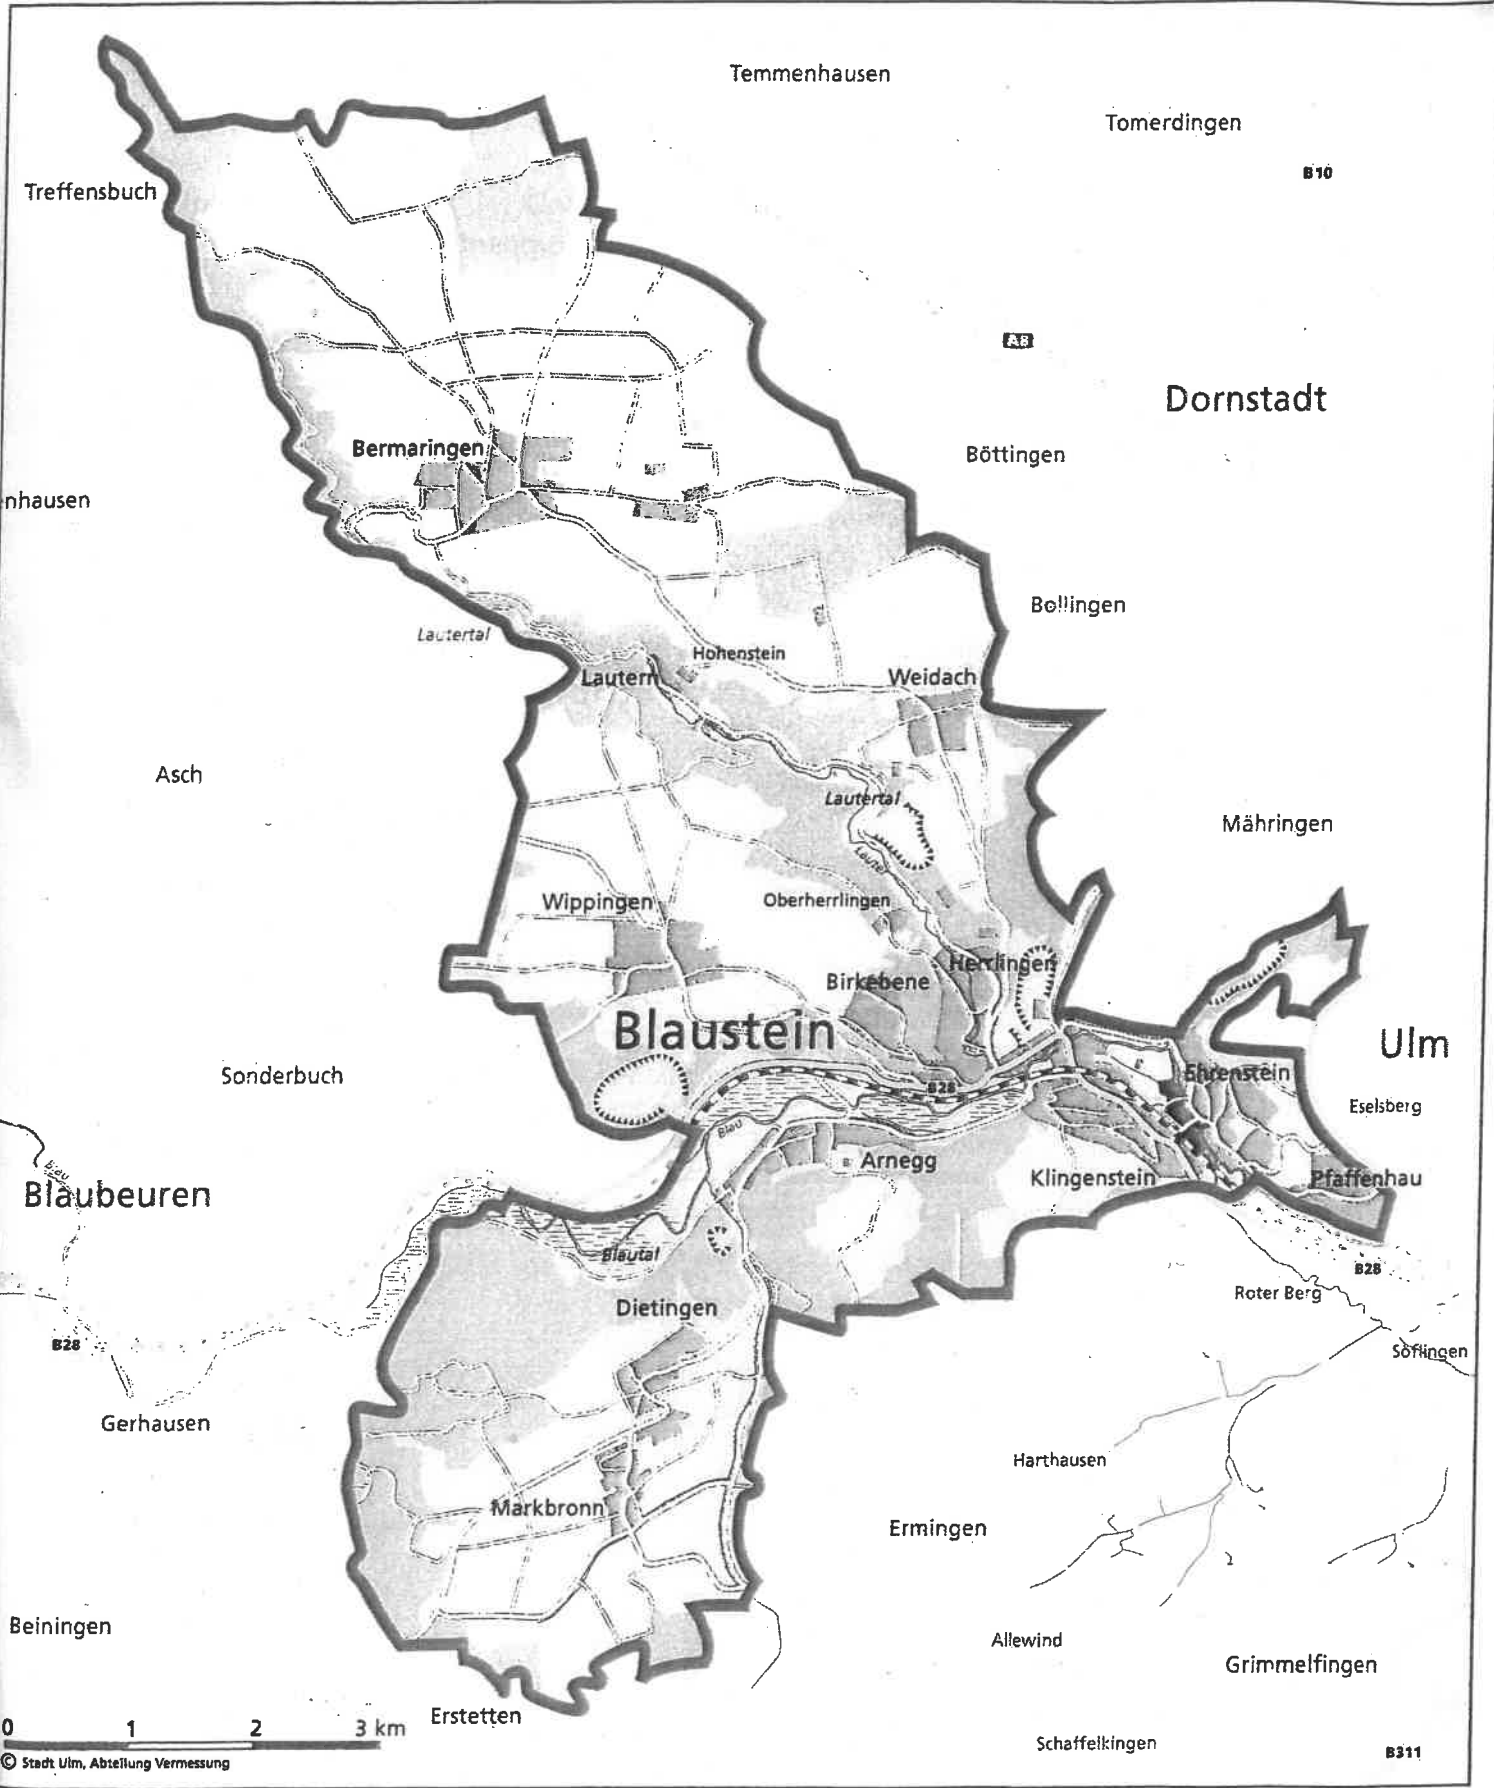 Temmenhausen
Tomerdingen
B10
Treffensbuch
A8
Dornstadt
Bermaringen
Böttingen
nhausen
Bollingen
Lautertal
Hohenstein
Lautern
Weidach
Asch
Lautertal
Mähringen
Lauter
Wippingen
Oberherrlingen
Herrlingen
Birkebene
Blaustein
Ulm
Sonderbuch
Ehrenstein
B28
Eselsberg
Blau
Arnegg
Blau
Klingenstein
Pfaffenhau
Blaubeuren
Blautal
B28
Roter Berg
Dietingen
B28
Söflingen
Gerhausen
Harthausen
Markbronn
Ermingen
Beiningen
Allewind
Grimmelfingen
Erstetten
0 1 2 3 km
Schaffelkingen
B311
© Stadt Ulm, Abteilung Vermessung